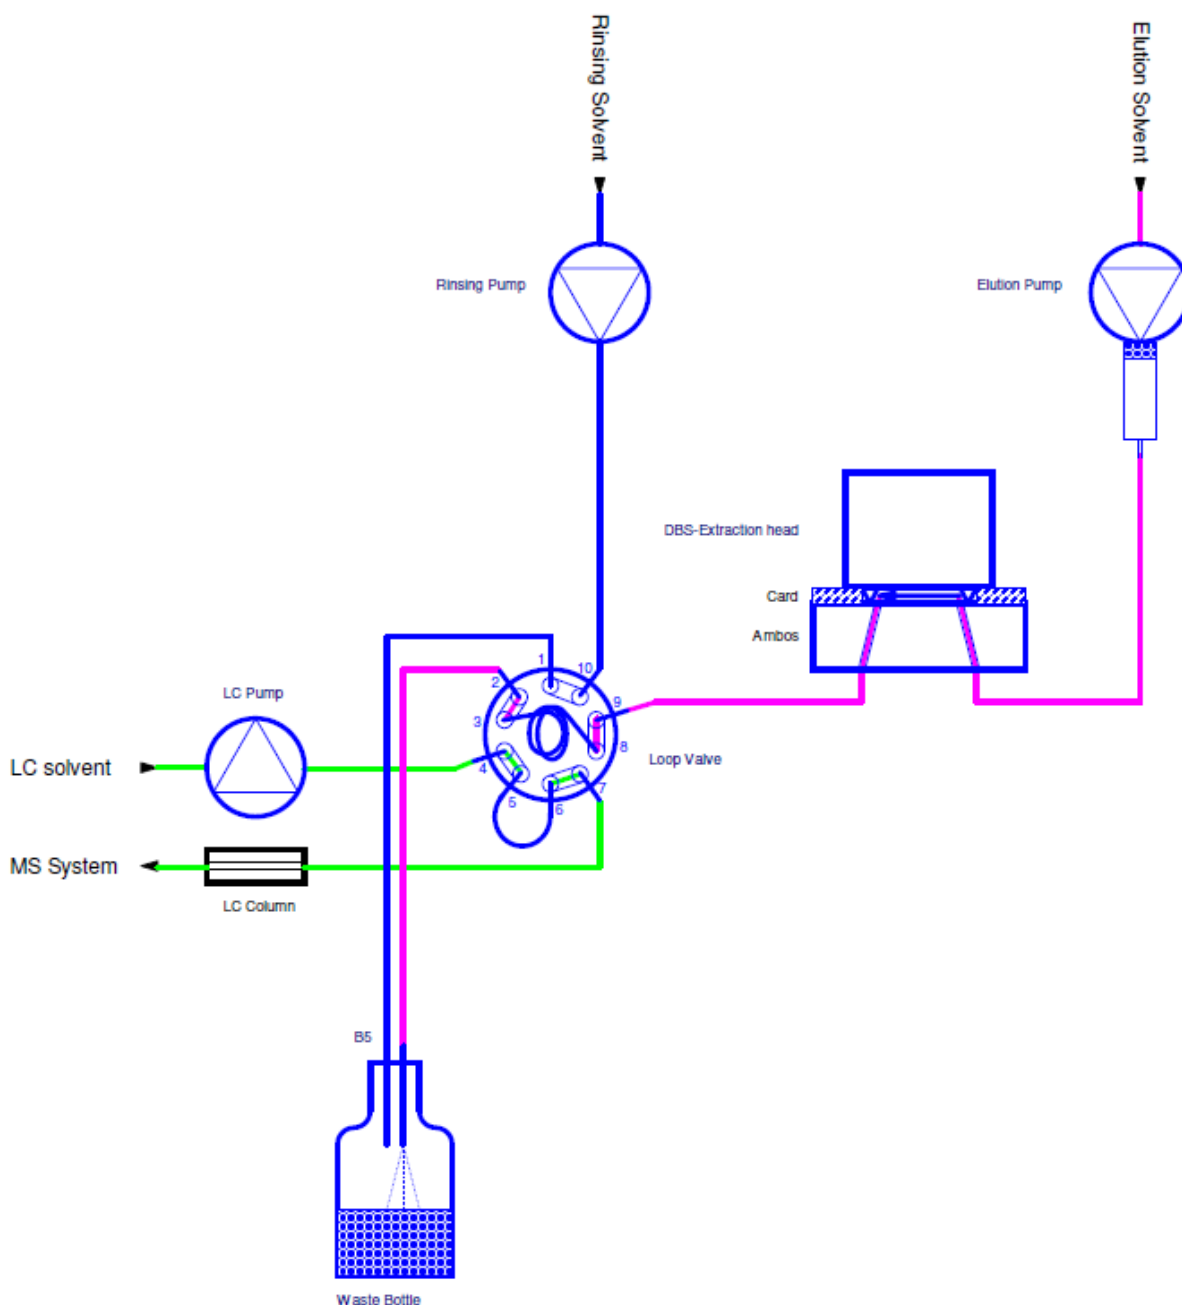 Rinsing Solvent
Elution Solvent
Rinsing Pump
Elution Pump
DBS-Extraction head
Card
Ambos
1
10
2
9
3
8
4
7
5
6
LC Pump
Loop Valve
LC solvent
MS System
LC Column
B5
Waste Bottle